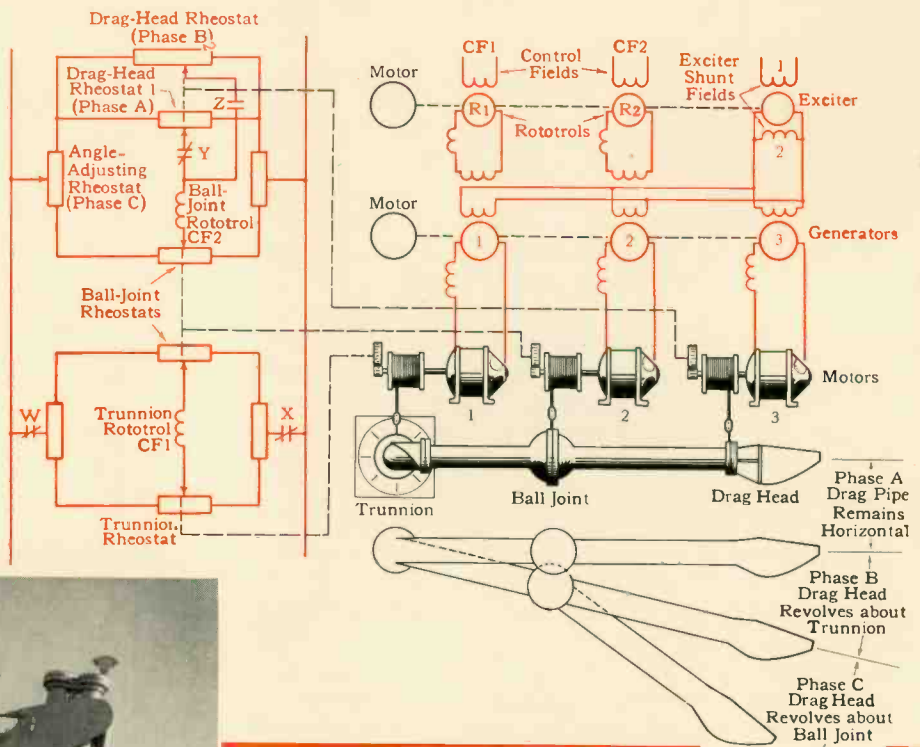 Drag-Head Rheostat
(Phase B)
2
Drag-Head
Rheostat 1
(Phase A)
Z
Y
Angle-
Adjusting
Rheostat
(Phase C)
Ball-
Joint
Rototrol
CF2
Ball-Joint
Rheostats
W
X
Trunnion
Rototrol
CF1
Trunnion
Rheostat
CF1
Control
Fields
CF2
Exciter
Shunt
Fields
1
Motor
R1
Rototrols
R2
Exciter
2
Motor
1
2
3
Generators
Motors
1
2
3
Trunnion
Ball Joint
Drag Head
Phase A
Drag Pipe
Remains
Horizontal
Phase B
Drag Head
Revolves about
Trunnion
Phase C
Drag Head
Revolves about
Ball Joint